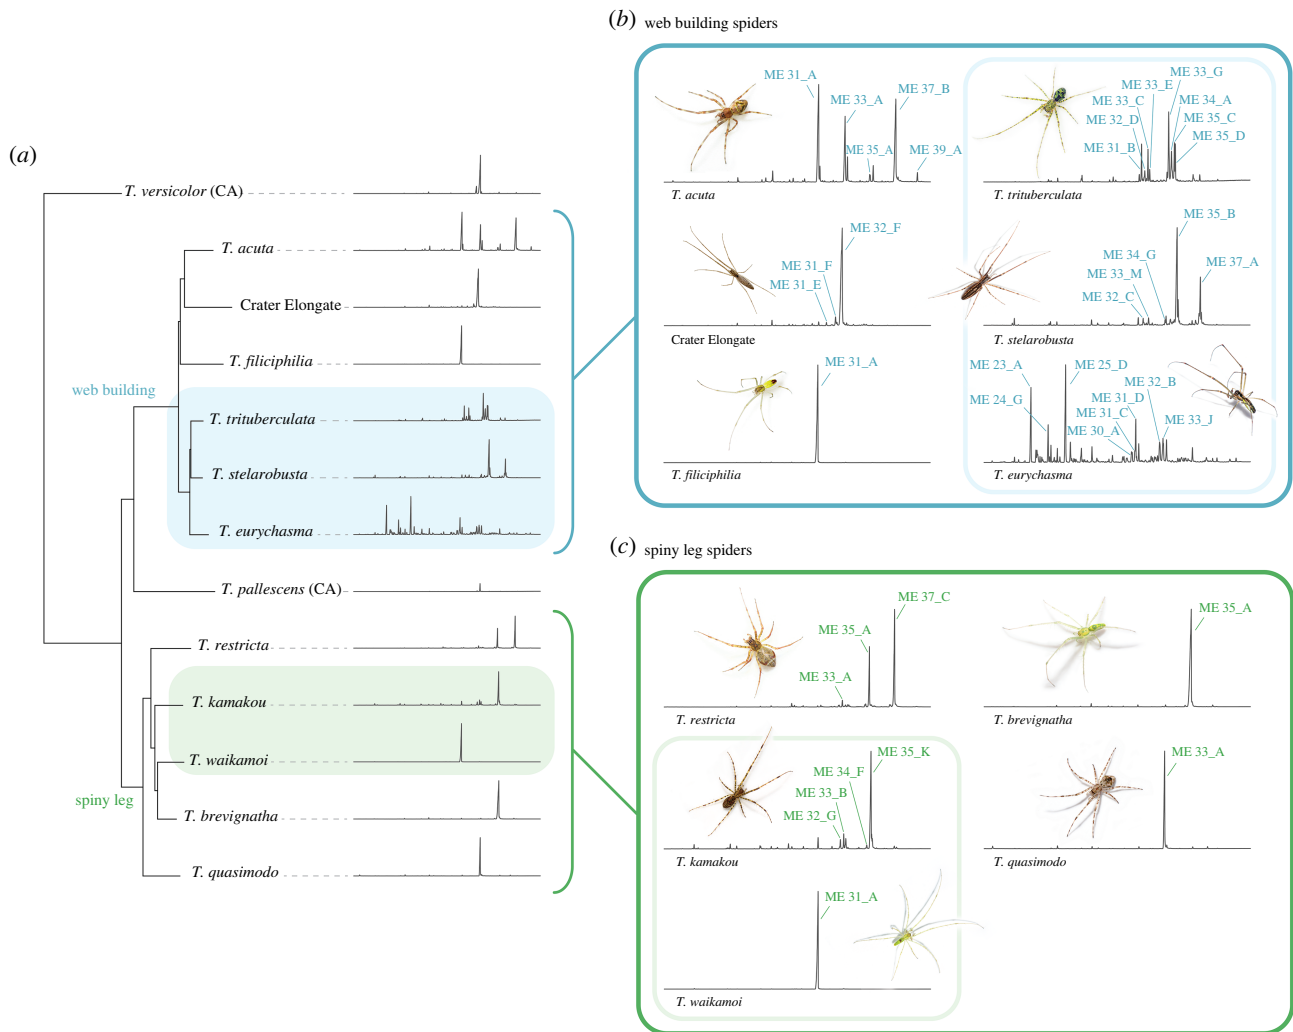 (a)
T. versicolor (CA)
T. acuta
Crater Elongate
T. filiciphilia
web building
T. trituberculata
T. stelarobusta
T. eurychasma
T. pallescens (CA)
T. restricta
T. kamakou
T. waikamoi
spiny leg
T. brevignatha
T. quasimodo
(b) web building spiders
ME 31_A
ME 33_A
ME 37_B
ME 35_A
ME 39_A
T. acuta
ME 33_G
ME 33_E
ME 33_C
ME 34_A
ME 32_D
ME 35_C
ME 31_B
ME 35_D
T. trituberculata
ME 32_F
ME 31_F
ME 31_E
Crater Elongate
ME 35_B
ME 34_G
ME 37_A
ME 33_M
ME 32_C
T. stelarobusta
ME 31_A
T. filiciphilia
ME 23_A
ME 25_D
ME 32_B
ME 24_G
ME 31_D
ME 31_C
ME 33_J
ME 30_A
T. eurychasma
(c) spiny leg spiders
ME 37_C
ME 35_A
ME 33_A
T. restricta
ME 35_A
T. brevignatha
ME 35_K
ME 34_F
ME 33_B
ME 32_G
T. kamakou
ME 33_A
T. quasimodo
ME 31_A
T. waikamoi